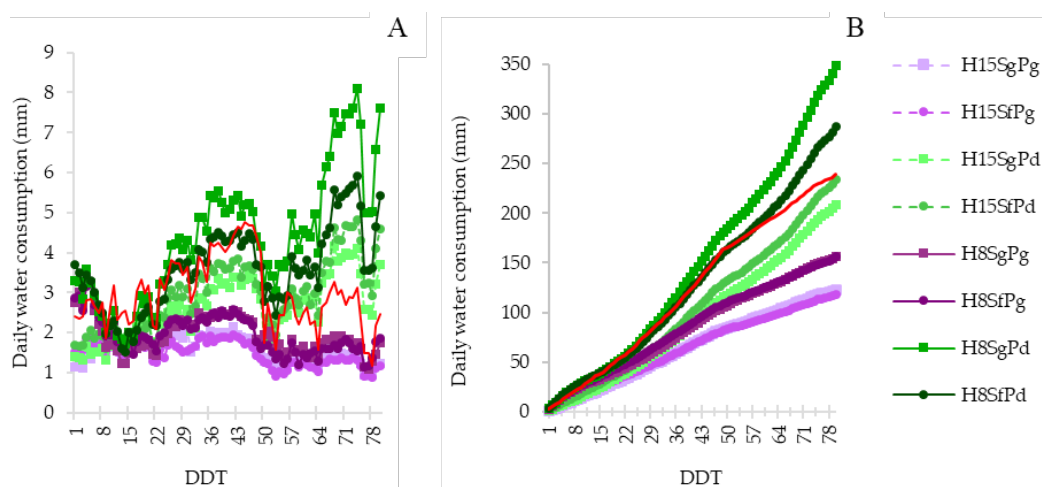 A
Daily water consumption (mm)
9
8
7
6
5
4
3
2
1
0
1 8 15 22 29 36 43 50 57 64 71 78
DDT
B
Daily water consumption (mm)
350
300
250
200
150
100
50
0
1 8 15 22 29 36 43 50 57 64 71 78
DDT
H15SgPg
H15SfPg
H15SgPd
H15SfPd
H8SgPg
H8SfPg
H8SgPd
H8SfPd